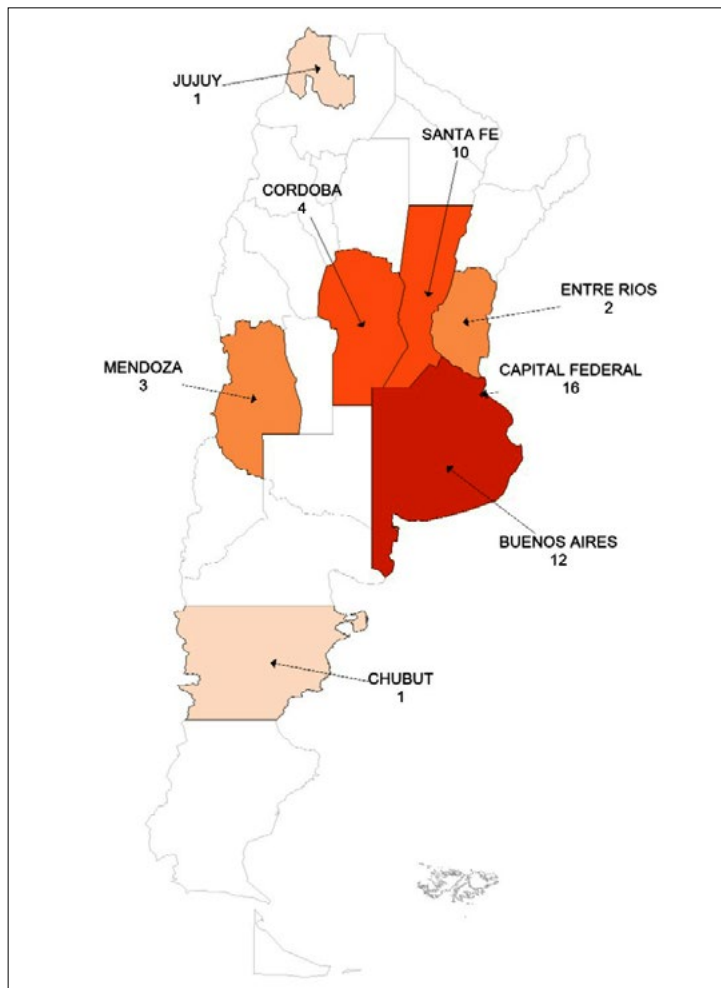 JUJUY
1
SANTA FE
10
CORDOBA
4
ENTRE RIOS
2
MENDOZA
3
CAPITAL FEDERAL
16
BUENOS AIRES
12
CHUBUT
1